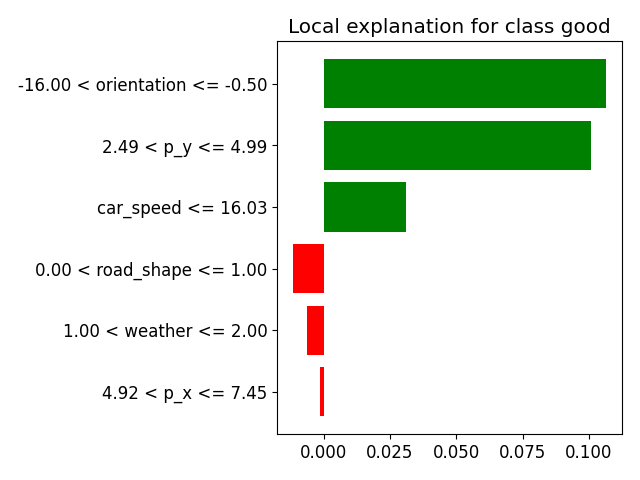 Local explanation for class good
-16.00 < orientation <= -0.50
2.49 < p_y <= 4.99
car_speed <= 16.03
0.00 < road_shape <= 1.00
1.00 < weather <= 2.00
4.92 < p_x <= 7.45
0.000 0.025 0.050 0.075 0.100